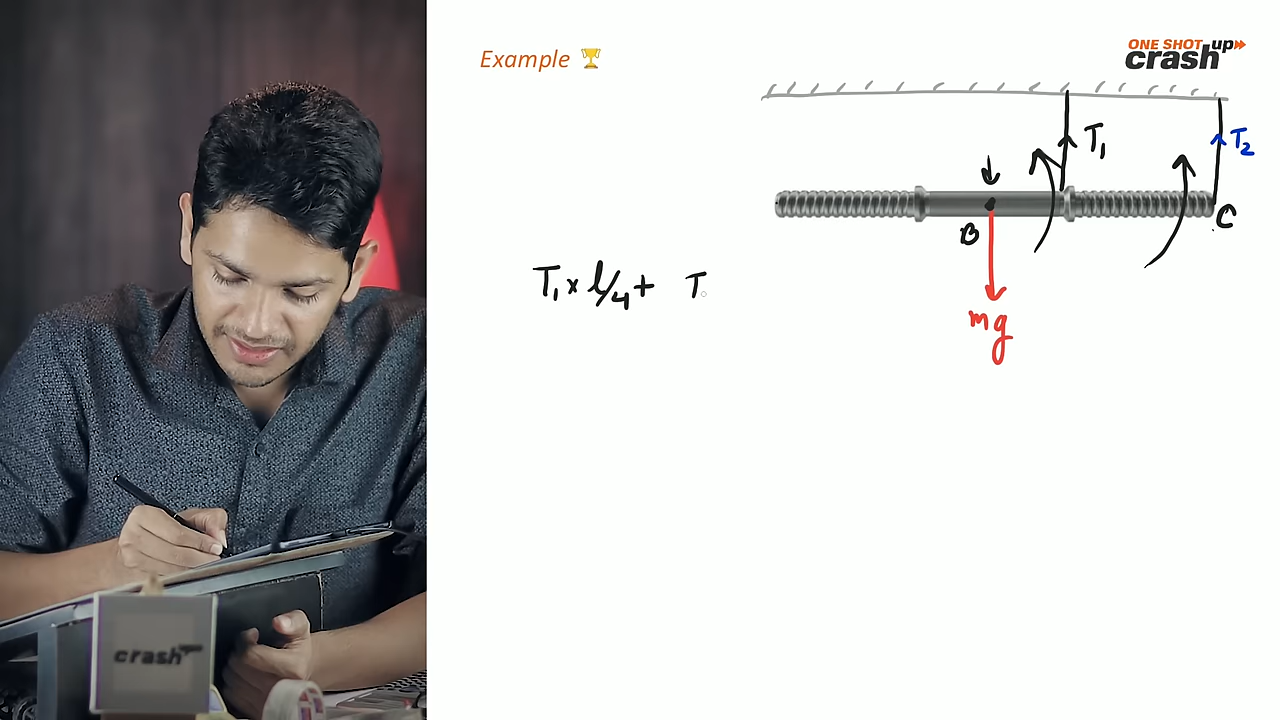 Example 🏆
ONE SHOT
crash up
T₁
T₂
B
C
mg
T₁ × l/4 + T
crash